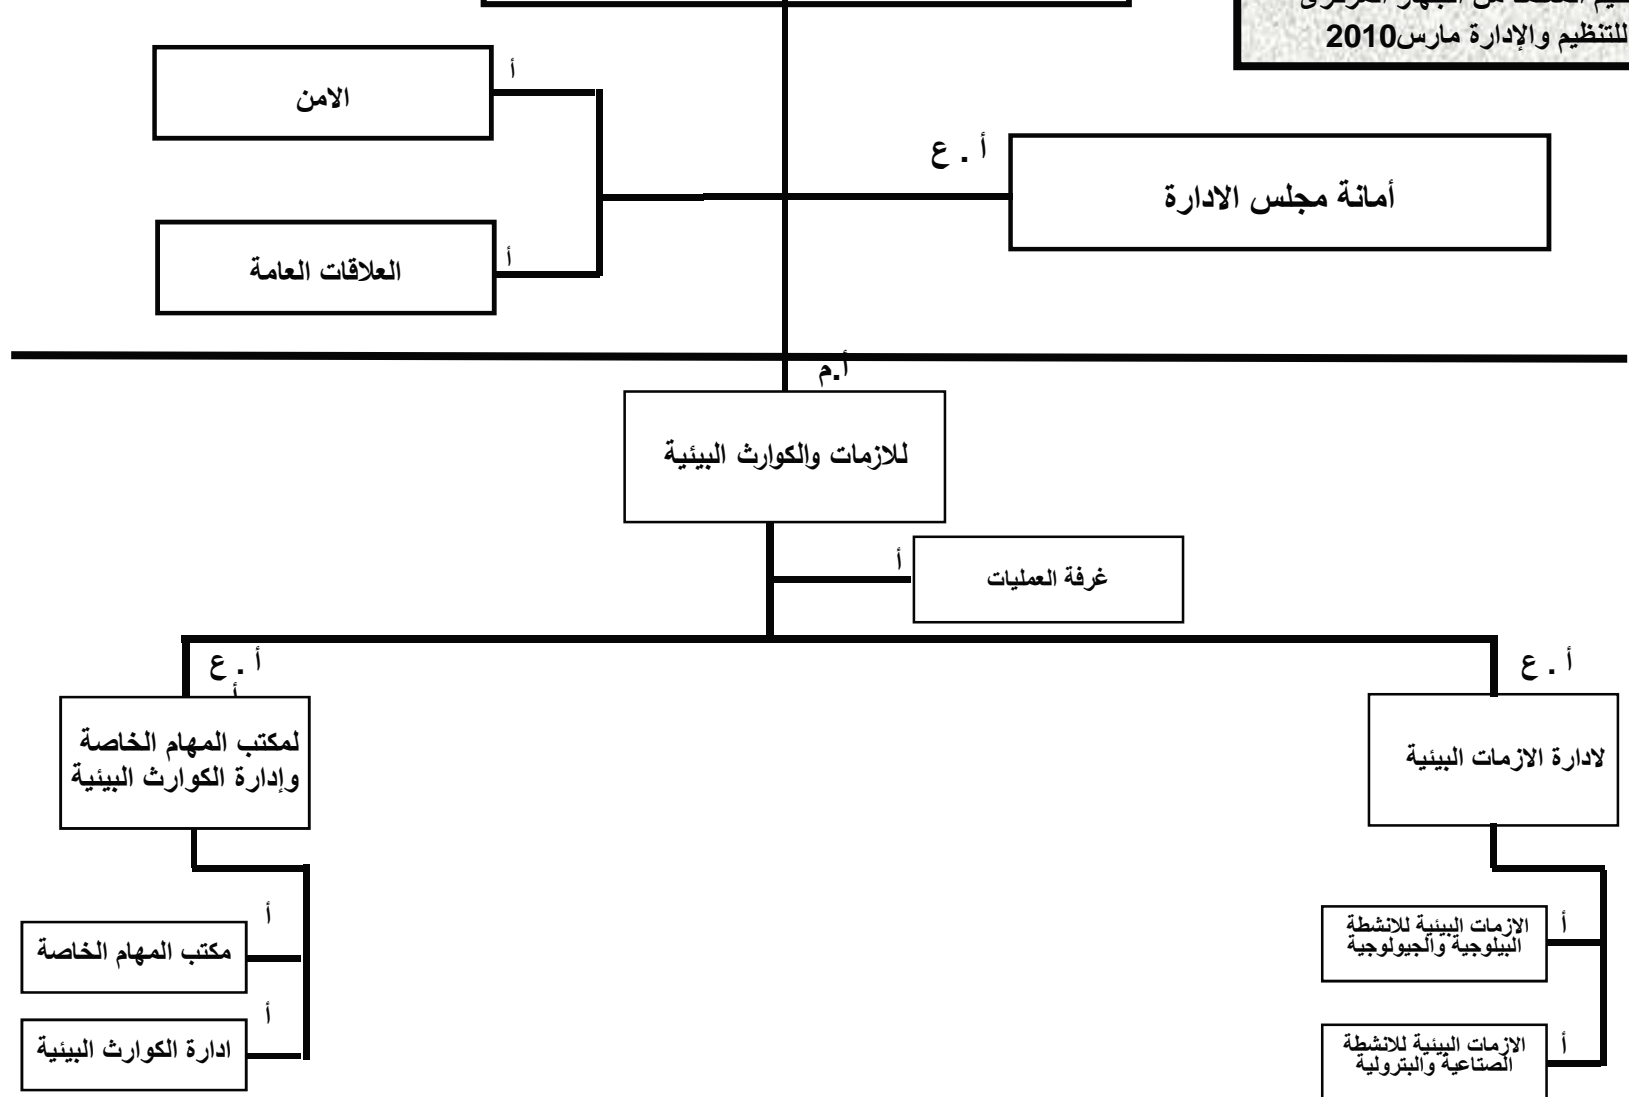 للتنظيم والإدارة مارس2010
أ
الامن
أ . ع
أمانة مجلس الادارة
أ
العلاقات العامة
أ.م
للازمات والكوارث البيئية
أ
غرفة العمليات
أ . ع
لادارة الازمات البيئية
أ . ع
أ
لمكتب المهام الخاصة
وإدارة الكوارث البيئية
أ
الازمات البيئية للانشطة
البيلوجية والجيولوجية
أ
الازمات البيئية للانشطة
الصناعية والبترولية
أ
مكتب المهام الخاصة
أ
ادارة الكوارث البيئية